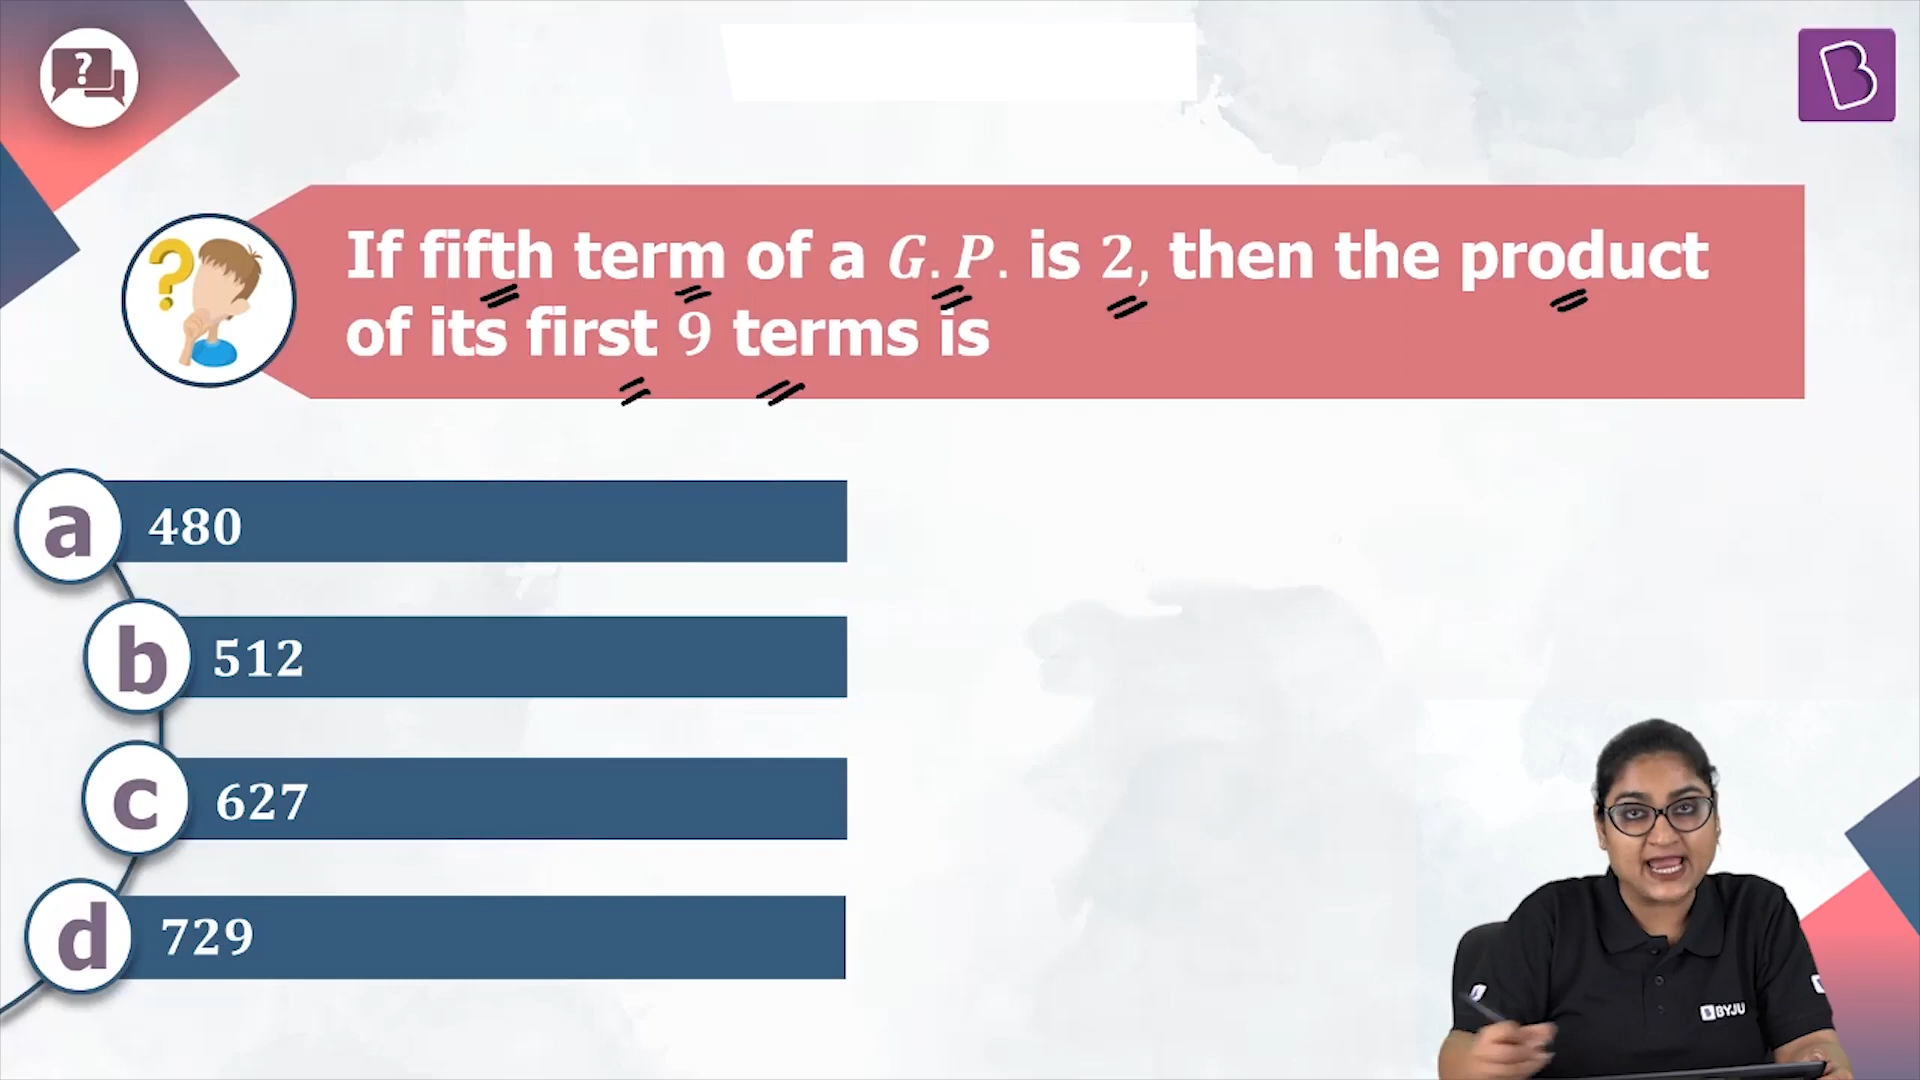 ?
B
?
If fifth term of a G.P. is 2, then the product
of its first 9 terms is
a 480
b 512
c 627
d 729
BYJU